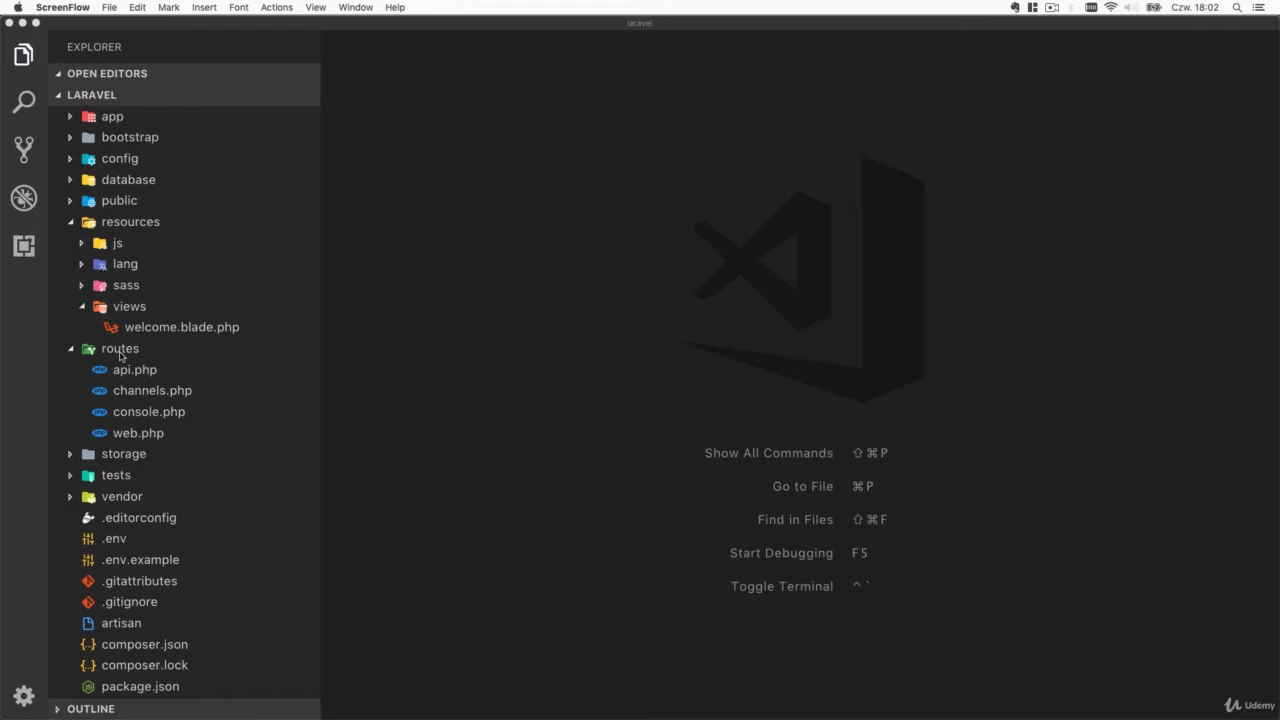 ScreenFlow File Edit Mark Insert Font Actions View Window Help Czw. 18:02
laravel
EXPLORER
OPEN EDITORS
LARAVEL
app
bootstrap
config
database
public
resources
js
lang
sass
views
welcome.blade.php
routes
api.php
channels.php
console.php
web.php
storage
tests
vendor
.editorconfig
.env
.env.example
.gitattributes
.gitignore
artisan
composer.json
composer.lock
package.json
OUTLINE
Show All Commands ⇧⌘P
Go to File ⌘P
Find in Files ⇧⌘F
Start Debugging F5
Toggle Terminal ^`
Udemy